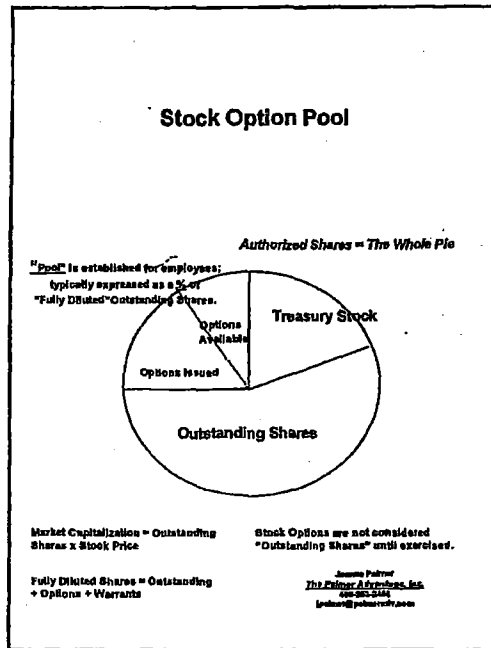 Stock Option Pool
Authorized Shares = The Whole Pie
"Pool" is established for employees;
typically expressed as a % of
"Fully Diluted" Outstanding Shares.
Options
Available
Treasury Stock
Options Issued
Outstanding Shares
Market Capitalization = Outstanding
Shares x Stock Price
Stock Options are not considered
"Outstanding Shares" until exercised.
Fully Diluted Shares = Outstanding
+ Options + Warrants
Palmer
The Palmer Advantage, Inc.